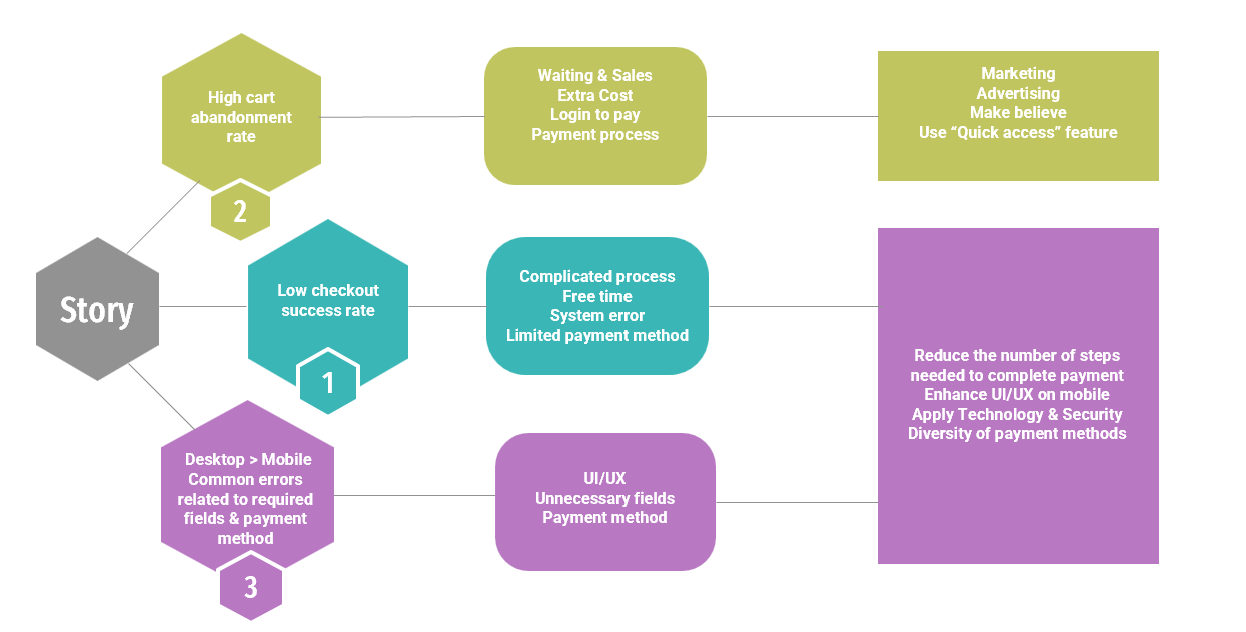 High cart
abandonment
rate
2
Waiting & Sales
Extra Cost
Login to pay
Payment process
Marketing
Advertising
Make believe
Use “Quick access” feature
Story
Low checkout
success rate
1
Complicated process
Free time
System error
Limited payment method
Reduce the number of steps
needed to complete payment
Enhance UI/UX on mobile
Apply Technology & Security
Diversity of payment methods
Desktop > Mobile
Common errors
related to required
fields & payment
method
3
UI/UX
Unnecessary fields
Payment method